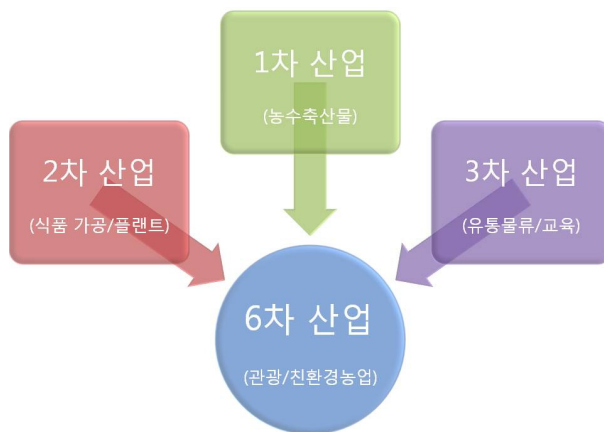 1차 산업
(농수축산물)
2차 산업
(식품 가공/플랜트)
3차 산업
(유통물류/교육)
6차 산업
(관광/친환경농업)